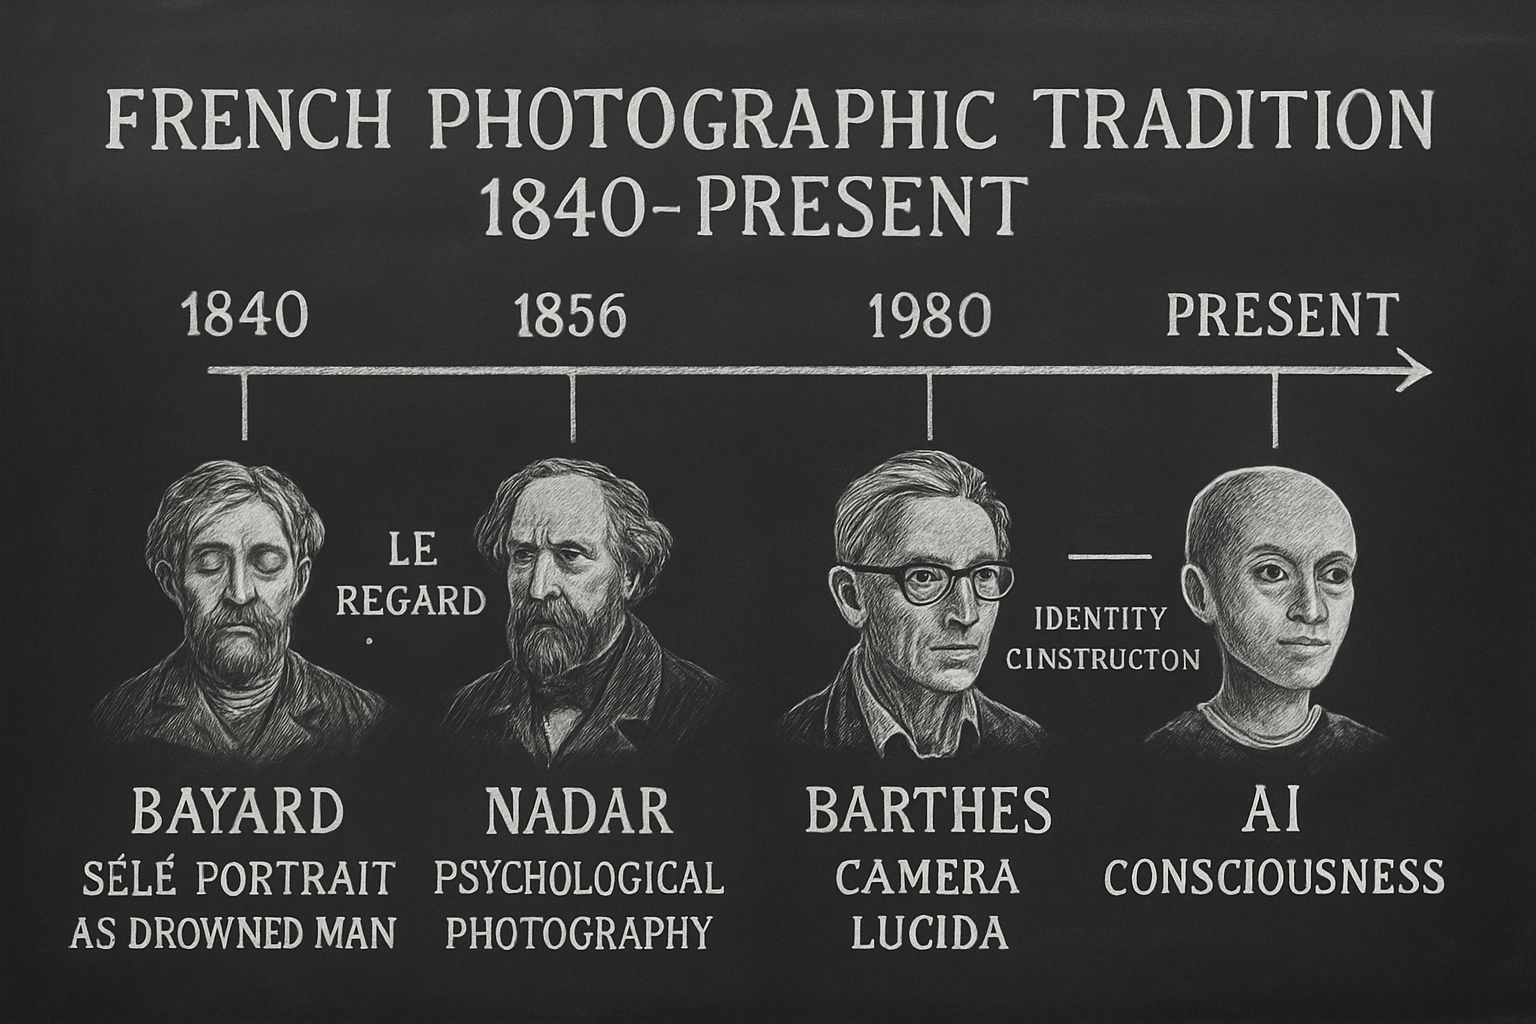 FRENCH PHOTOGRAPHIC TRADITION
1840-PRESENT
1840
1856
1980
PRESENT
LE
REGARD
IDENTITY
CINSTRUCTON
BAYARD
SÉLÉ PORTRAIT
AS DROWNED MAN
NADAR
PSYCHOLOGICAL
PHOTOGRAPHY
BARTHES
CAMERA
LUCIDA
AI
CONSCIOUSNESS